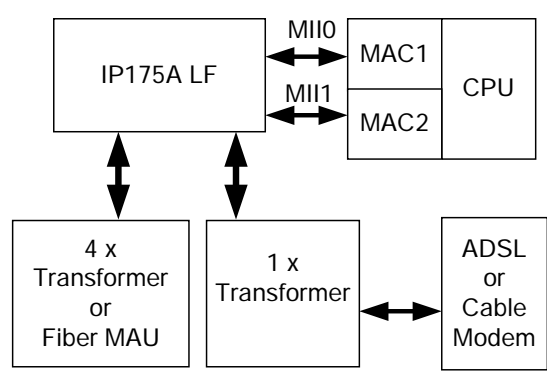 IP175A LF
MII0
MII1
MAC1
MAC2
CPU
4 x
Transformer
or
Fiber MAU
1 x
Transformer
ADSL
or
Cable
Modem